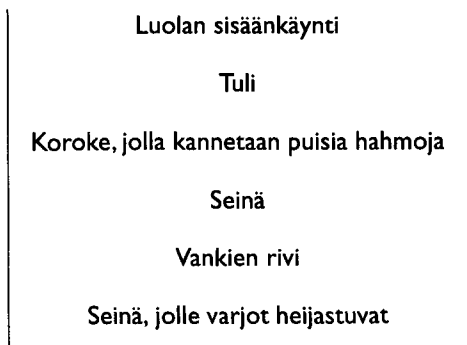 Luolan sisäänkäynti
Tuli
Koroke, jolla kannetaan puisia hahmoja
Seinä
Vankien rivi
Seinä, jolle varjot heijastuvat